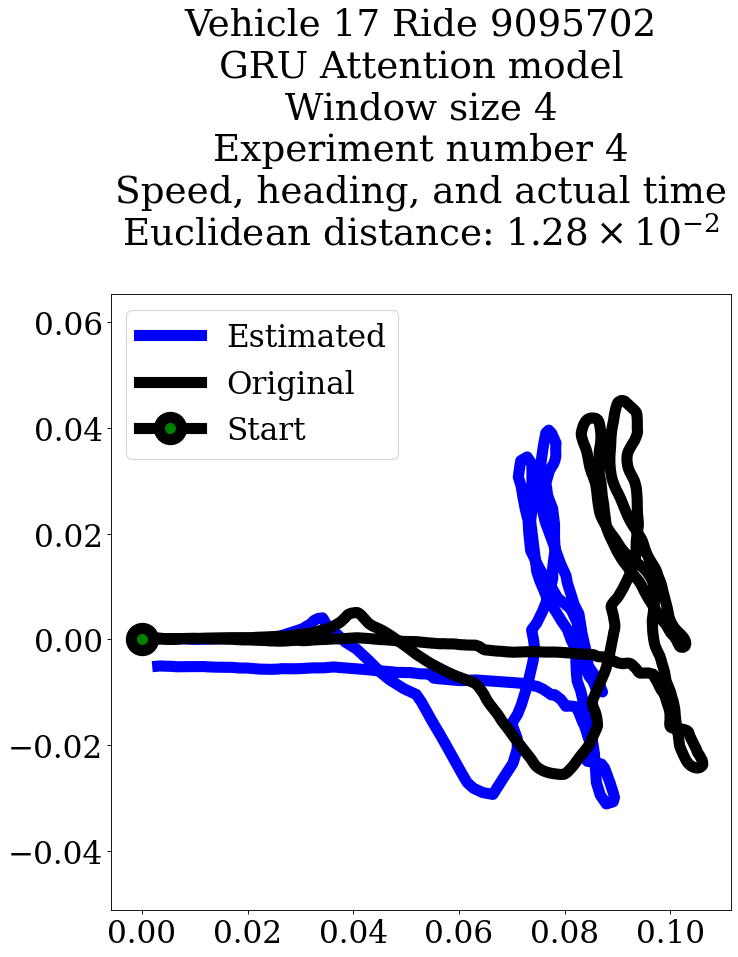 Vehicle 17 Ride 9095702
GRU Attention model
Window size 4
Experiment number 4
Speed, heading, and actual time
Euclidean distance: 1.28 × 10⁻²
Estimated
Original
Start
0.06
0.04
0.02
0.00
−0.02
−0.04
0.00 0.02 0.04 0.06 0.08 0.10